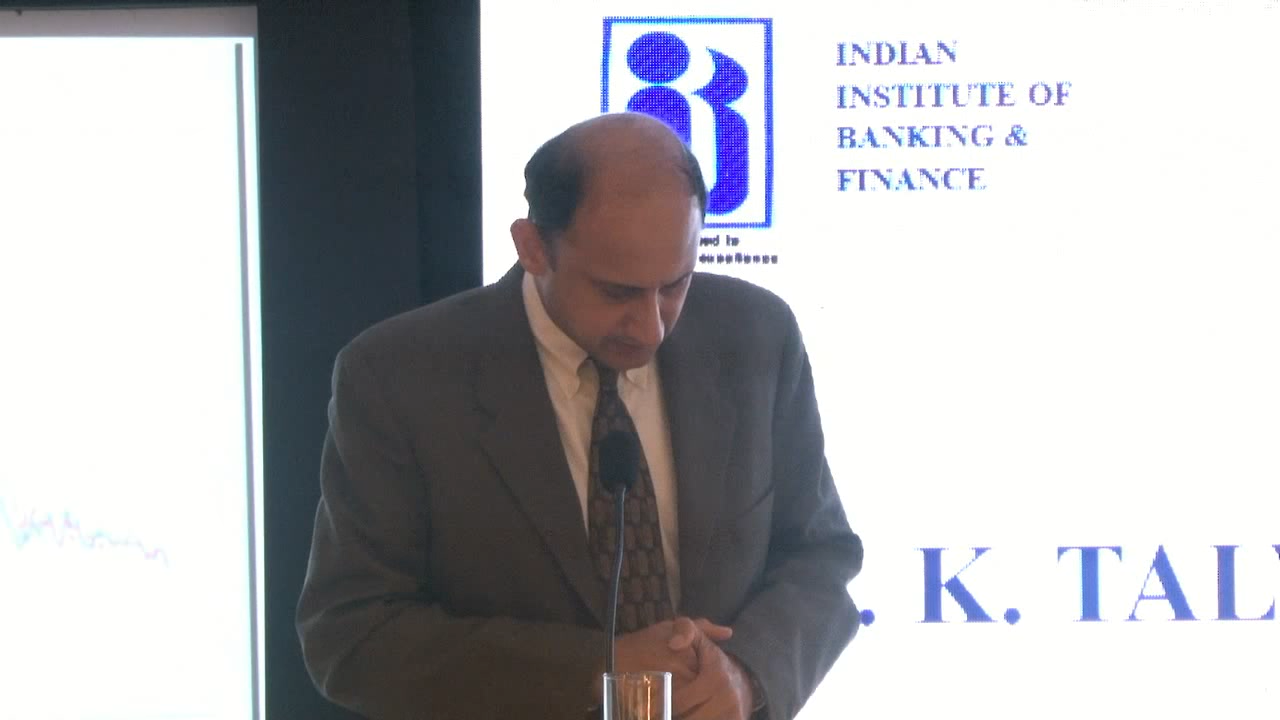 INDIAN
INSTITUTE OF
BANKING &
FINANCE
. K. TAL